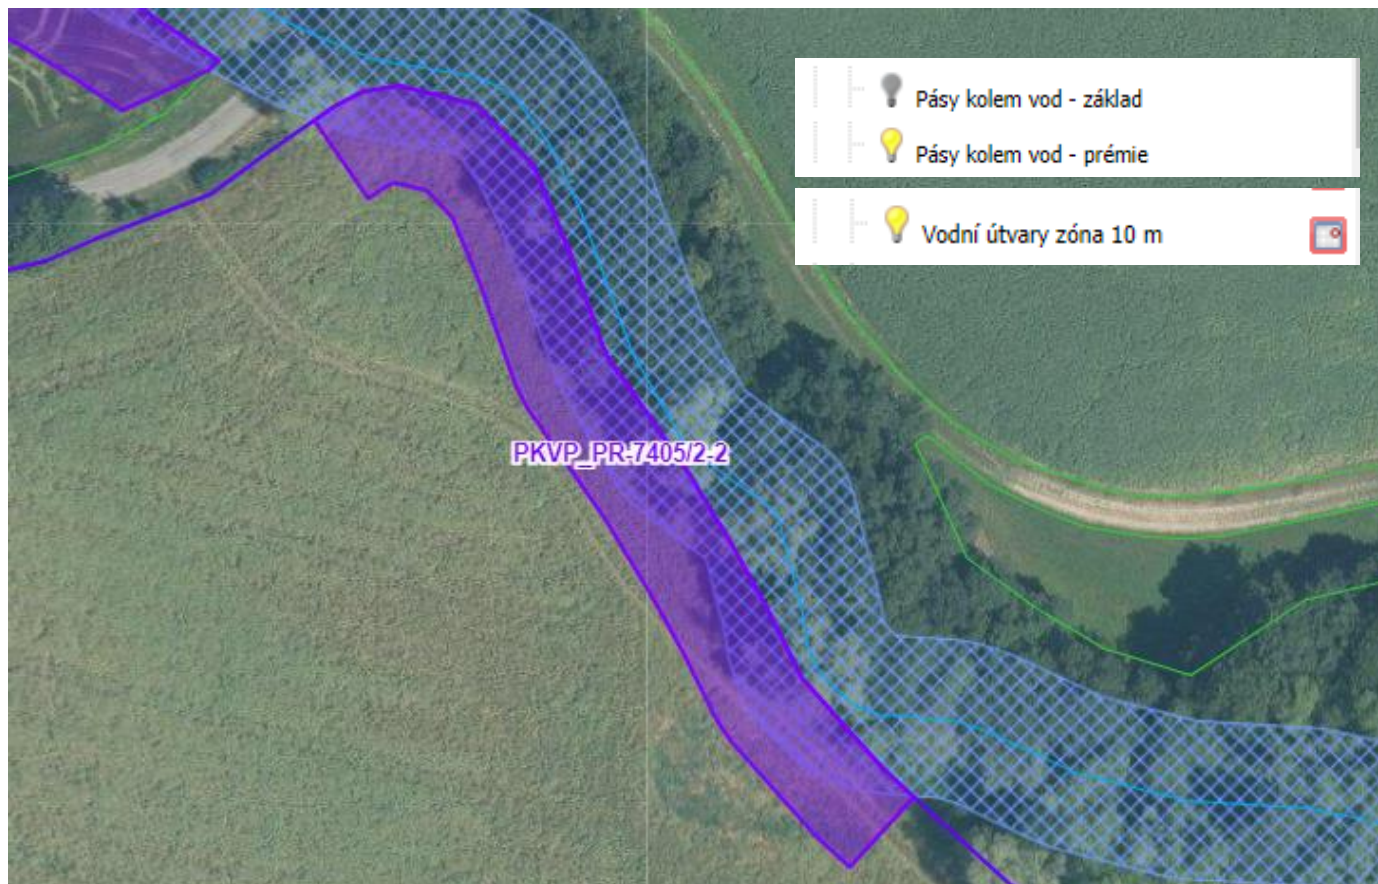 Pásy kolem vod - základ
Pásy kolem vod - prémie
Vodní útvary zóna 10 m
PKVP_PR-7405/2-2